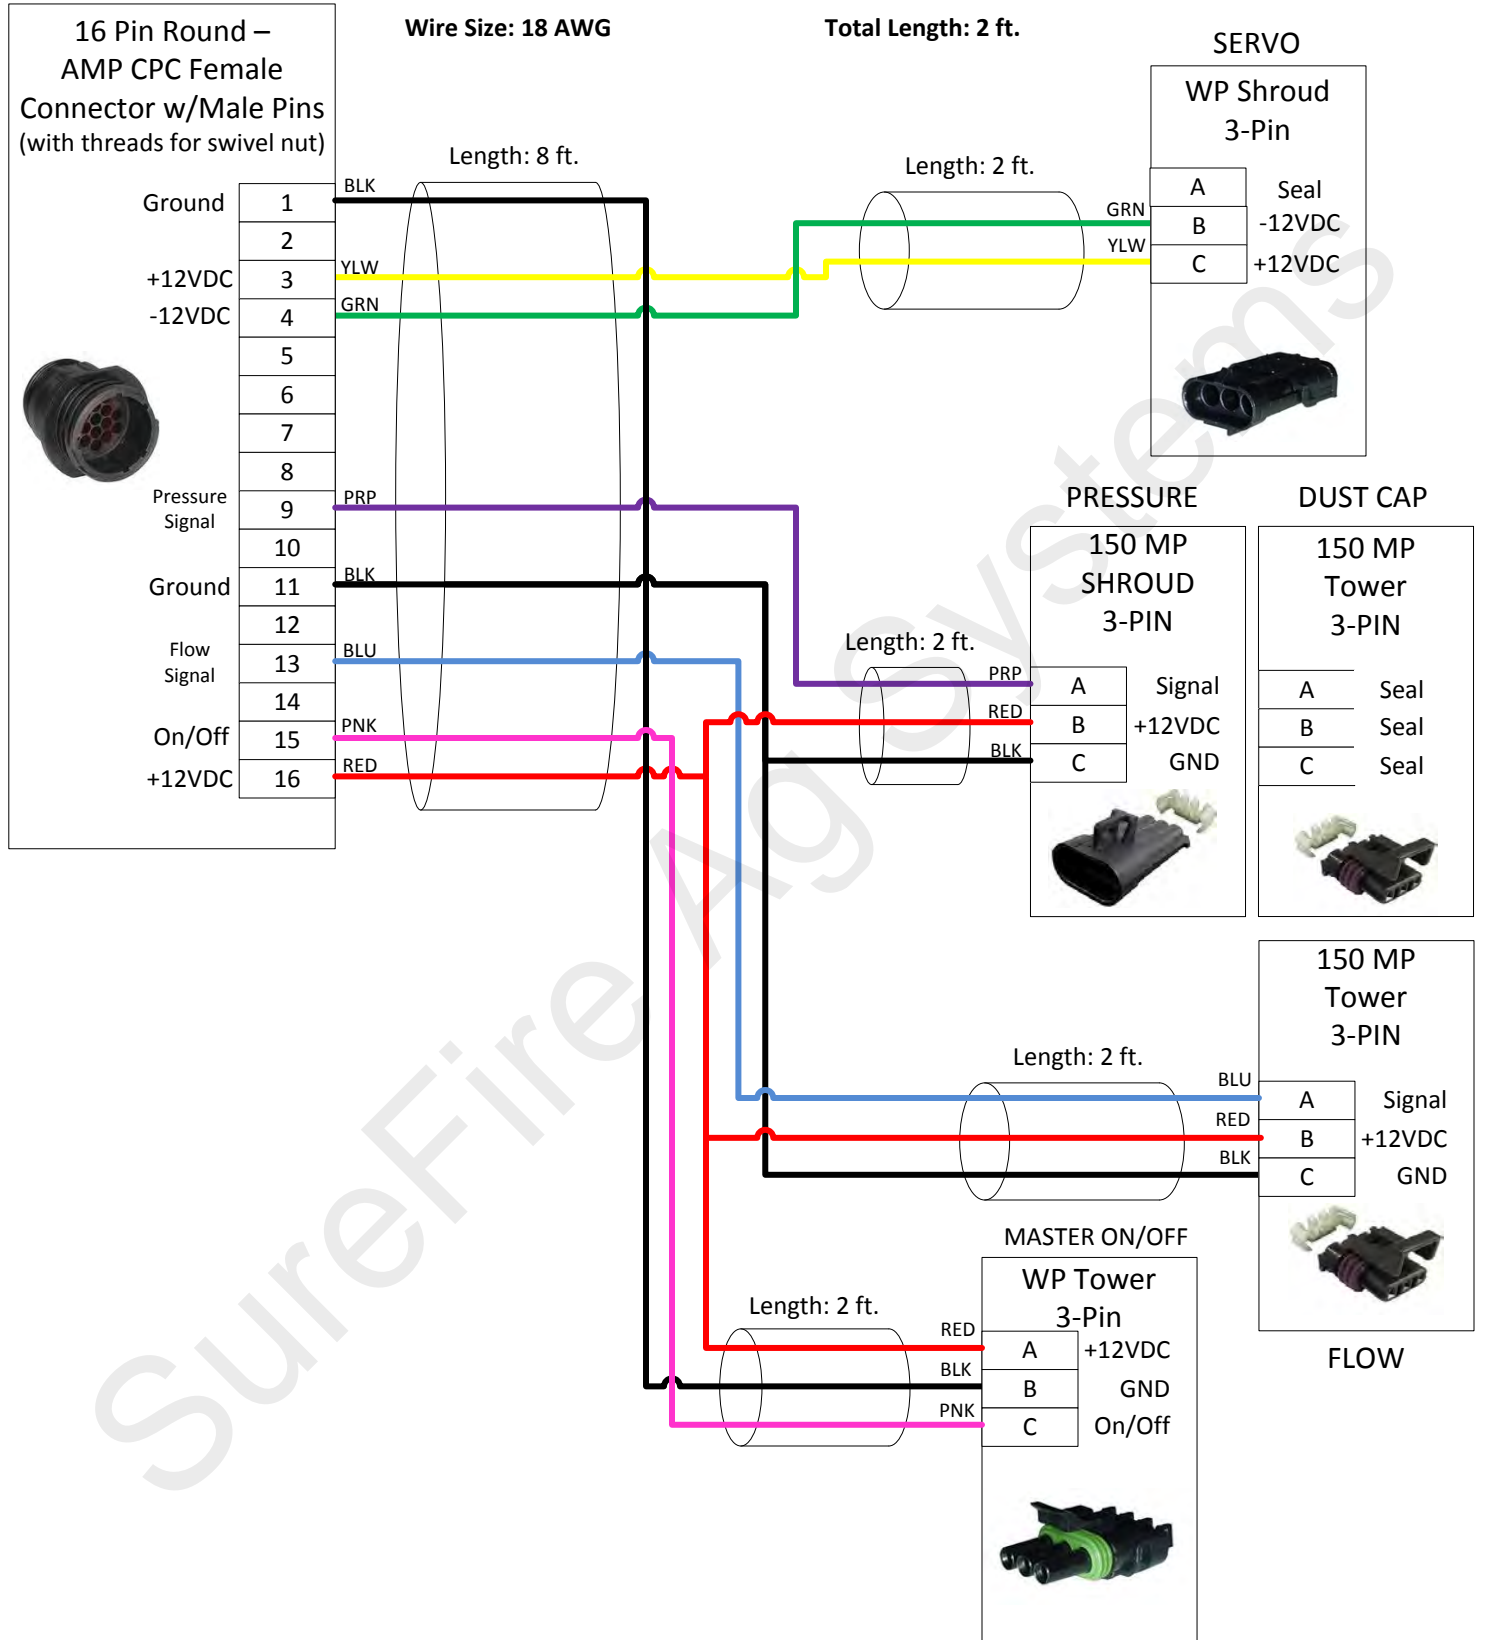 Wire Size: 18 AWG
Total Length: 2 ft.
16 Pin Round –
AMP CPC Female
Connector w/Male Pins
(with threads for swivel nut)
Length: 8 ft.
Ground 1 BLK
2
+12VDC 3 YLW
-12VDC 4 GRN
5
6
7
8
Pressure
Signal
9 PRP
10
Ground 11 BLK
12
Flow
Signal
13 BLU
14
On/Off 15 PNK
+12VDC 16 RED
SERVO
WP Shroud
3-Pin
Length: 2 ft.
A Seal
GRN B -12VDC
YLW C +12VDC
PRESSURE
150 MP
SHROUD
3-PIN
Length: 2 ft.
PRP A Signal
RED B +12VDC
BLK C GND
DUST CAP
150 MP
Tower
3-PIN
A Seal
B Seal
C Seal
150 MP
Tower
3-PIN
Length: 2 ft.
BLU A Signal
RED B +12VDC
BLK C GND
FLOW
MASTER ON/OFF
WP Tower
3-Pin
Length: 2 ft.
RED A +12VDC
BLK B GND
PNK C On/Off
SureFire Ag Systems